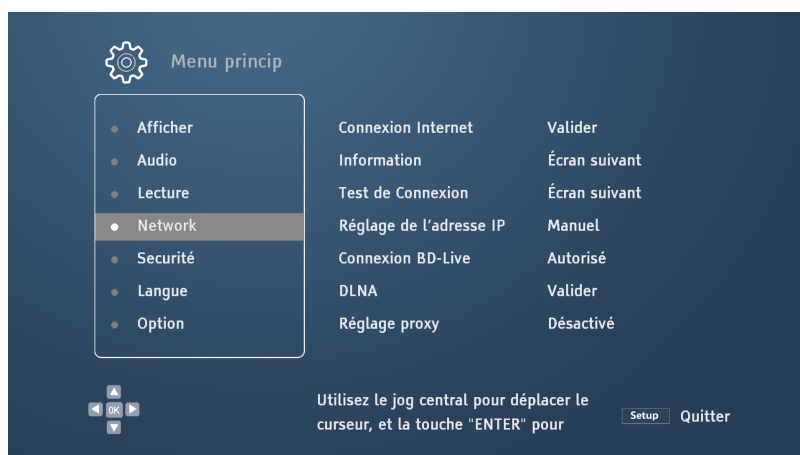 Menu princip
Afficher
Audio
Lecture
Network
Securité
Langue
Option
Connexion Internet Valider
Information Écran suivant
Test de Connexion Écran suivant
Réglage de l'adresse IP Manuel
Connexion BD-Live Autorisé
DLNA Valider
Réglage proxy Désactivé
OK
Utilisez le jog central pour déplacer le
curseur, et la touche "ENTER" pour
Setup Quitter